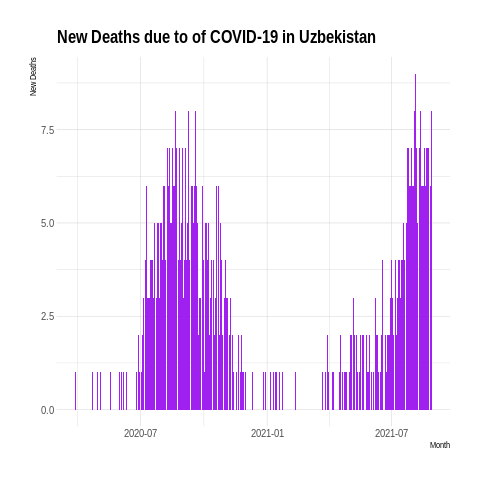 New Deaths due to of COVID-19 in Uzbekistan
New Deaths
7.5
5.0
2.5
0.0
2020-07
2021-01
2021-07
Month